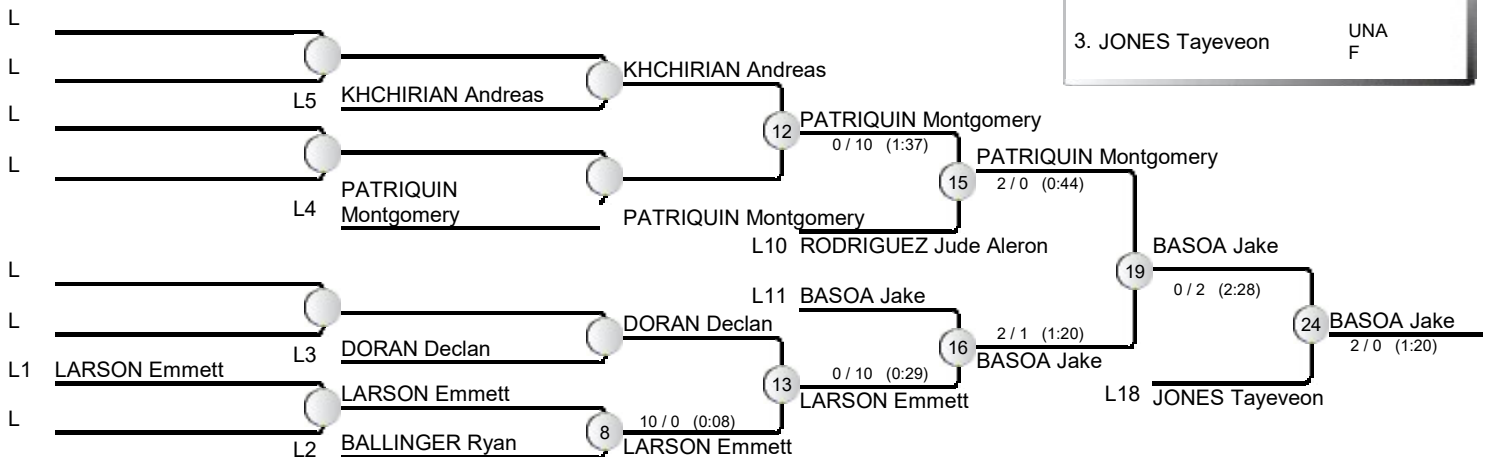 L
UNA
3. JONES Tayeveon
F
L
KHCHIRIAN Andreas
L5 KHCHIRIAN Andreas
L
12 PATRIQUIN Montgomery
0 / 10 (1:37)
PATRIQUIN Montgomery
L
15 2 / 0 (0:44)
PATRIQUIN
L4 Montgomery
PATRIQUIN Montgomery
L10 RODRIGUEZ Jude Aleron
BASOA Jake
L
19
0 / 2 (2:28)
L11 BASOA Jake
L
DORAN Declan
24 BASOA Jake
2 / 1 (1:20)
2 / 0 (1:20)
L3 DORAN Declan
16 BASOA Jake
L1 LARSON Emmett
0 / 10 (0:29)
13
LARSON Emmett
LARSON Emmett
L18 JONES Tayeveon
L
10 / 0 (0:08)
8
L2 BALLINGER Ryan
LARSON Emmett